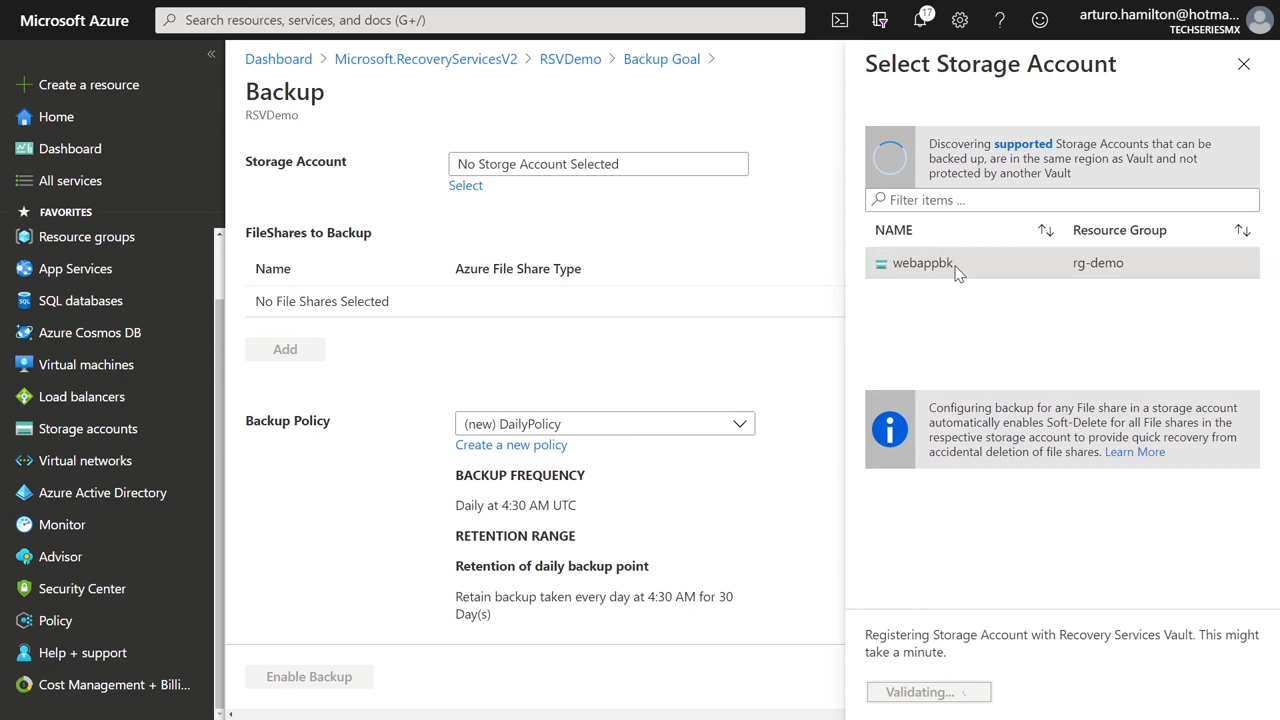 Microsoft Azure
Search resources, services, and docs (G+/)
17
arturo.hamilton@hotma...
TECHSERIESMX
«
Create a resource
Home
Dashboard
All services
FAVORITES
Resource groups
App Services
SQL databases
Azure Cosmos DB
Virtual machines
Load balancers
Storage accounts
Virtual networks
Azure Active Directory
Monitor
Advisor
Security Center
Policy
Help + support
Cost Management + Billi...
Dashboard > Microsoft.RecoveryServicesV2 > RSVDemo > Backup Goal >
Backup
RSVDemo
Storage Account
No Storge Account Selected
Select
FileShares to Backup
Name Azure File Share Type
No File Shares Selected
Add
Backup Policy
(new) DailyPolicy
Create a new policy
BACKUP FREQUENCY
Daily at 4:30 AM UTC
RETENTION RANGE
Retention of daily backup point
Retain backup taken every day at 4:30 AM for 30
Day(s)
Enable Backup
Select Storage Account
Discovering supported Storage Accounts that can be
backed up, are in the same region as Vault and not
protected by another Vault
Filter items ...
NAME Resource Group
webappbk rg-demo
Configuring backup for any File share in a storage account
automatically enables Soft-Delete for all File shares in the
respective storage account to provide quick recovery from
accidental deletion of file shares. Learn More
Registering Storage Account with Recovery Services Vault. This might
take a minute.
Validating...